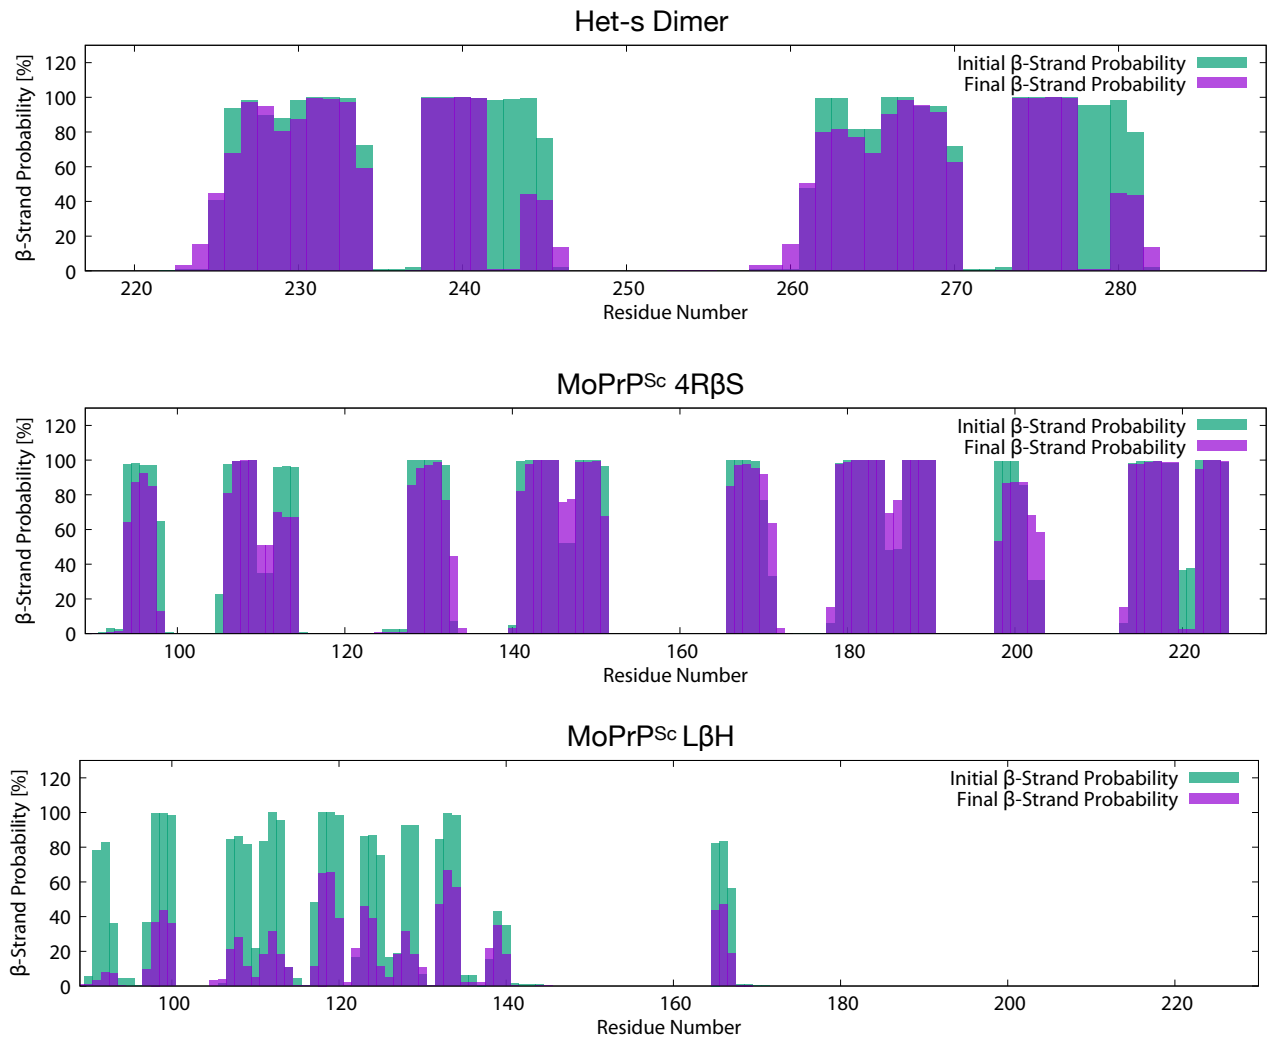 Het-s Dimer
β-Strand Probability [%]
120
100
80
60
40
20
0
Initial β-Strand Probability
Final β-Strand Probability
220 230 240 250 260 270 280
Residue Number
MoPrPSc 4RβS
β-Strand Probability [%]
120
100
80
60
40
20
0
Initial β-Strand Probability
Final β-Strand Probability
100 120 140 160 180 200 220
Residue Number
MoPrPSc LβH
β-Strand Probability [%]
120
100
80
60
40
20
0
Initial β-Strand Probability
Final β-Strand Probability
100 120 140 160 180 200 220
Residue Number